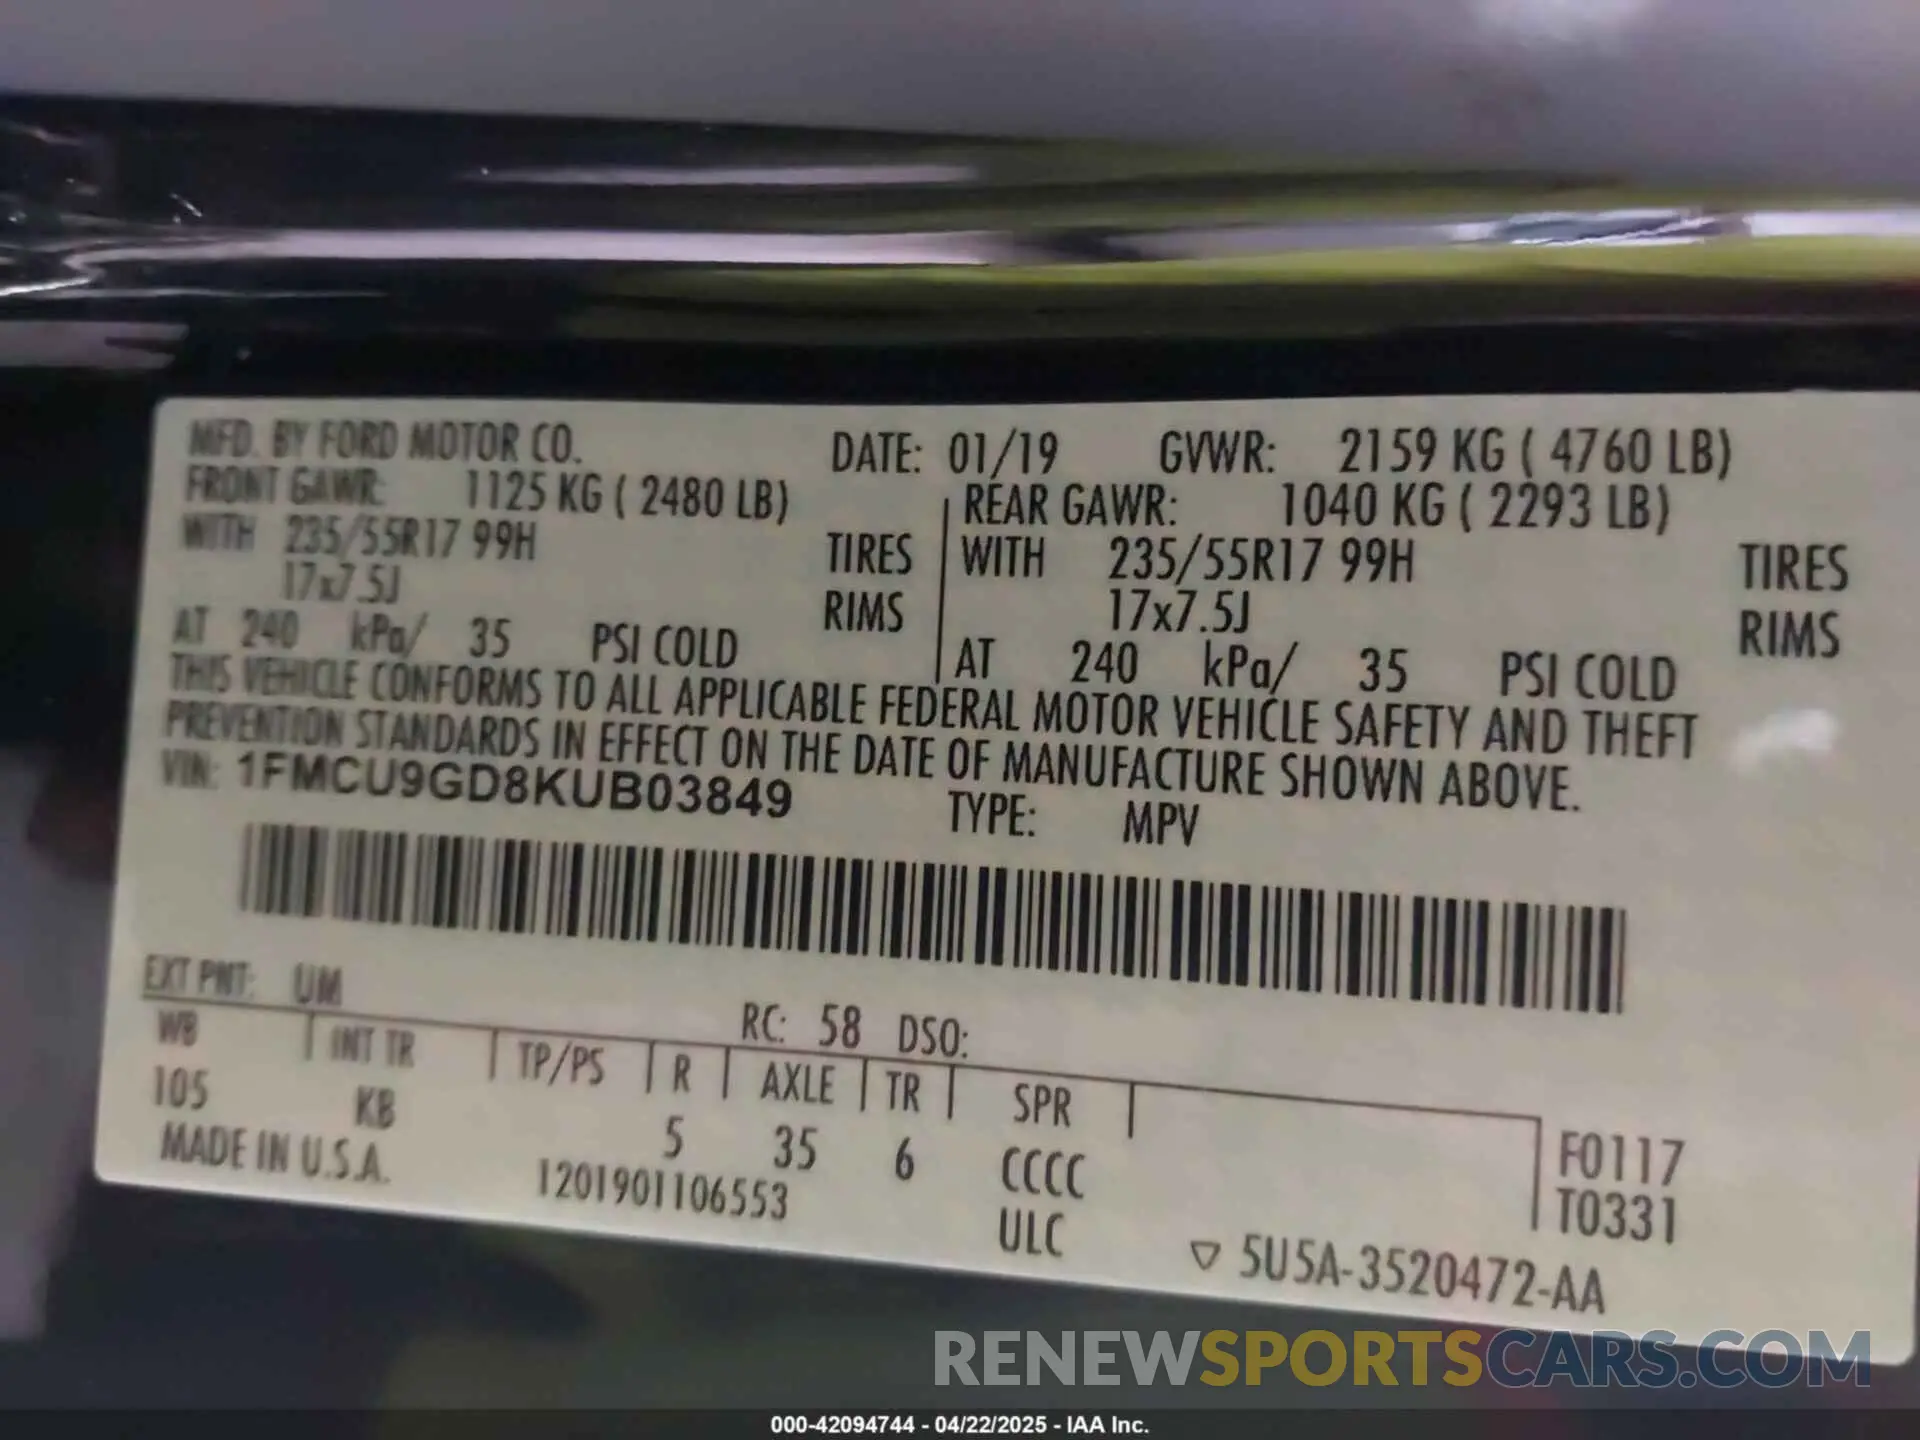 MFD. BY FORD MOTOR CO. DATE: 01/19 GVWR: 2159 KG ( 4760 LB)
FRONT GAWR: 1125 KG ( 2480 LB) REAR GAWR: 1040 KG ( 2293 LB)
WITH 235/55R17 99H TIRES WITH 235/55R17 99H TIRES
17x7.5J RIMS 17x7.5J RIMS
AT 240 kPa/ 35 PSI COLD AT 240 kPa/ 35 PSI COLD
THIS VEHICLE CONFORMS TO ALL APPLICABLE FEDERAL MOTOR VEHICLE SAFETY AND THEFT
PREVENTION STANDARDS IN EFFECT ON THE DATE OF MANUFACTURE SHOWN ABOVE.
VIN: 1FMCU9GD8KUB03849 TYPE: MPV
EXT PNT: UM RC: 58 DSO:
WB INT TR TP/PS R AXLE TR SPR
105 KB 5 35 6 CCCC F0117
MADE IN U.S.A. 1201901106553 ULC T0331
▽ 5U5A-3520472-AA
RENEWSPORTSCARS.COM
000-42094744 - 04/22/2025 - IAA Inc.